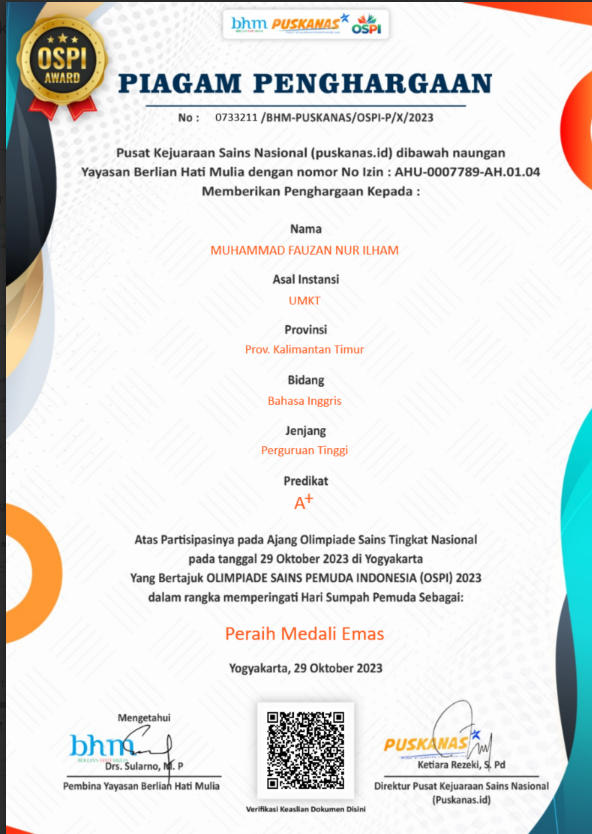 bhm PUSKANAS OSPI
OSPI
AWARD
PIAGAM PENGHARGAAN
No : 0733211 /BHM-PUSKANAS/OSPI-P/X/2023
Pusat Kejuaraan Sains Nasional (puskanas.id) dibawah naungan
Yayasan Berlian Hati Mulia dengan nomor No Izin : AHU-0007789-AH.01.04
Memberikan Penghargaan Kepada :
Nama
MUHAMMAD FAUZAN NUR ILHAM
Asal Instansi
UMKT
Provinsi
Prov. Kalimantan Timur
Bidang
Bahasa Inggris
Jenjang
Perguruan Tinggi
Predikat
A+
Atas Partisipasinya pada Ajang Olimpiade Sains Tingkat Nasional
pada tanggal 29 Oktober 2023 di Yogyakarta
Yang Bertajuk OLIMPIADE SAINS PEMUDA INDONESIA (OSPI) 2023
dalam rangka memperingati Hari Sumpah Pemuda Sebagai:
Peraih Medali Emas
Yogyakarta, 29 Oktober 2023
Mengetahui
bhm
BERLIAN HATI MULIA
Drs. Sularno, M. P
Pembina Yayasan Berlian Hati Mulia
Verifikasi Keaslian Dokumen Disini
PUSKANAS
Ketiara Rezeki, S. Pd
Direktur Pusat Kejuaraan Sains Nasional
(Puskanas.id)